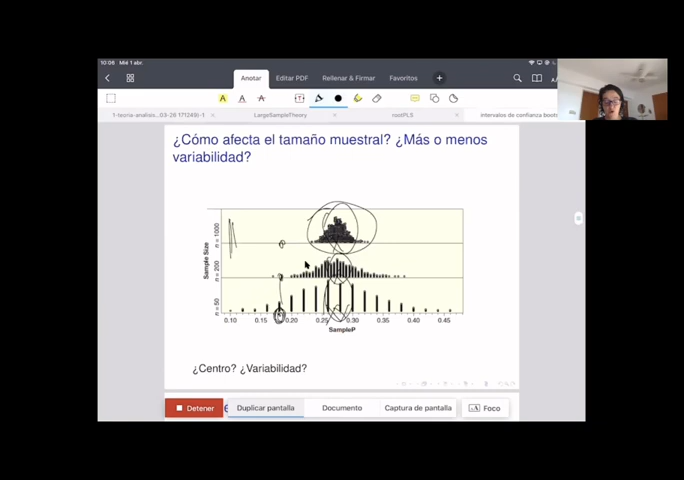 10:06 Mié 1 abr.
Anotar
Editar PDF
Rellenar & Firmar
Favoritos
1-teoria-analisis...03-26 171249)-1
LargeSampleTheory
rootPLS
intervalos de confianza boot
¿Cómo afecta el tamaño muestral? ¿Más o menos
variabilidad?
Sample Size
n = 1000
n = 200
n = 50
0.10 0.15 0.20 0.25 0.30 0.35 0.40 0.45
SampleP
¿Centro? ¿Variabilidad?
Detener
Duplicar pantalla
Documento
Captura de pantalla
Foco